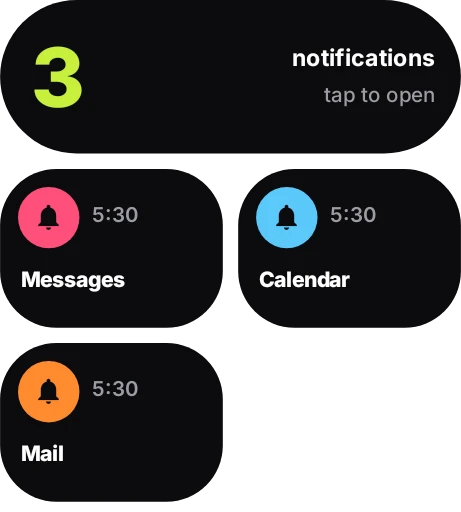 3
notifications
tap to open
5:30
Messages
5:30
Calendar
5:30
Mail